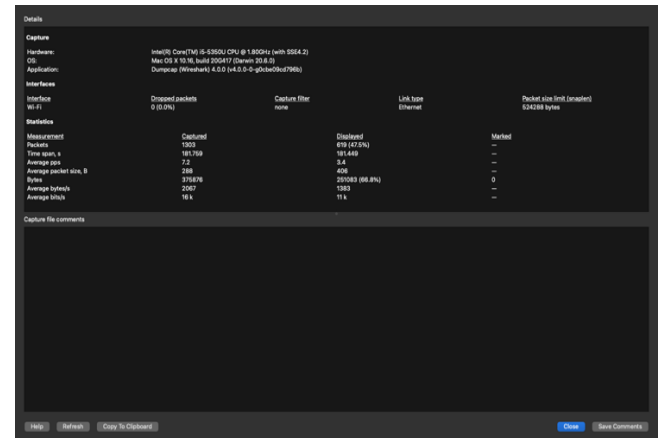 Details
Capture
Hardware: Intel(R) Core(TM) i5-5350U CPU @ 1.80GHz (with SSE4.2)
OS: Mac OS X 10.16, build 20G417 (Darwin 20.6.0)
Application: Dumpcap (Wireshark) 4.0.0 (v4.0.0-0-g0cbe09cd796b)
Interfaces
Interface Dropped packets Capture filter Link type Packet size limit (snaplen)
Wi-Fi 0 (0.0%) none Ethernet 524288 bytes
Statistics
Measurement Captured Displayed Marked
Packets 1303 619 (47.5%) —
Time span, s 181.759 181.449 —
Average pps 7.2 3.4 —
Average packet size, B 288 406 —
Bytes 375876 251083 (66.8%) 0
Average bytes/s 2067 1383 —
Average bits/s 16 k 11 k —
Capture file comments
Help Refresh Copy To Clipboard Close Save Comments